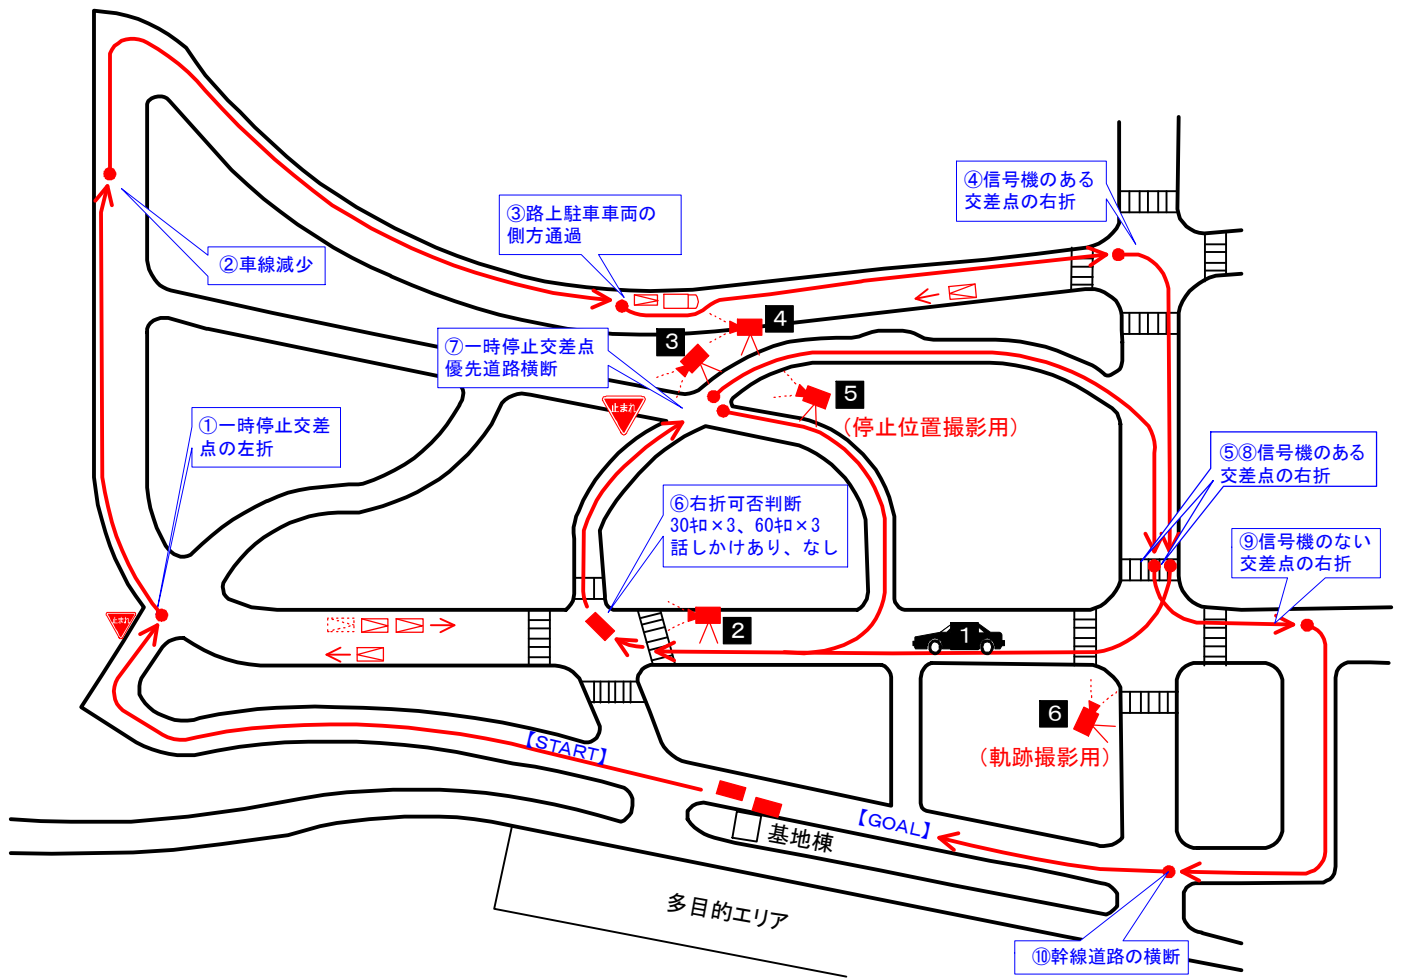 ④信号機のある
交差点の右折
③路上駐車車両の
側方通過
②車線減少
4
3
⑦一時停止交差点
優先道路横断
5
(停止位置撮影用)
止まれ
①一時停止交差
点の左折
⑤⑧信号機のある
交差点の右折
⑥右折可否判断
30㌔×3、60㌔×3
話しかけあり、なし
⑨信号機のない
交差点の右折
止まれ
2
1
6
(軌跡撮影用)
【START】
【GOAL】
基地棟
多目的エリア
⑩幹線道路の横断